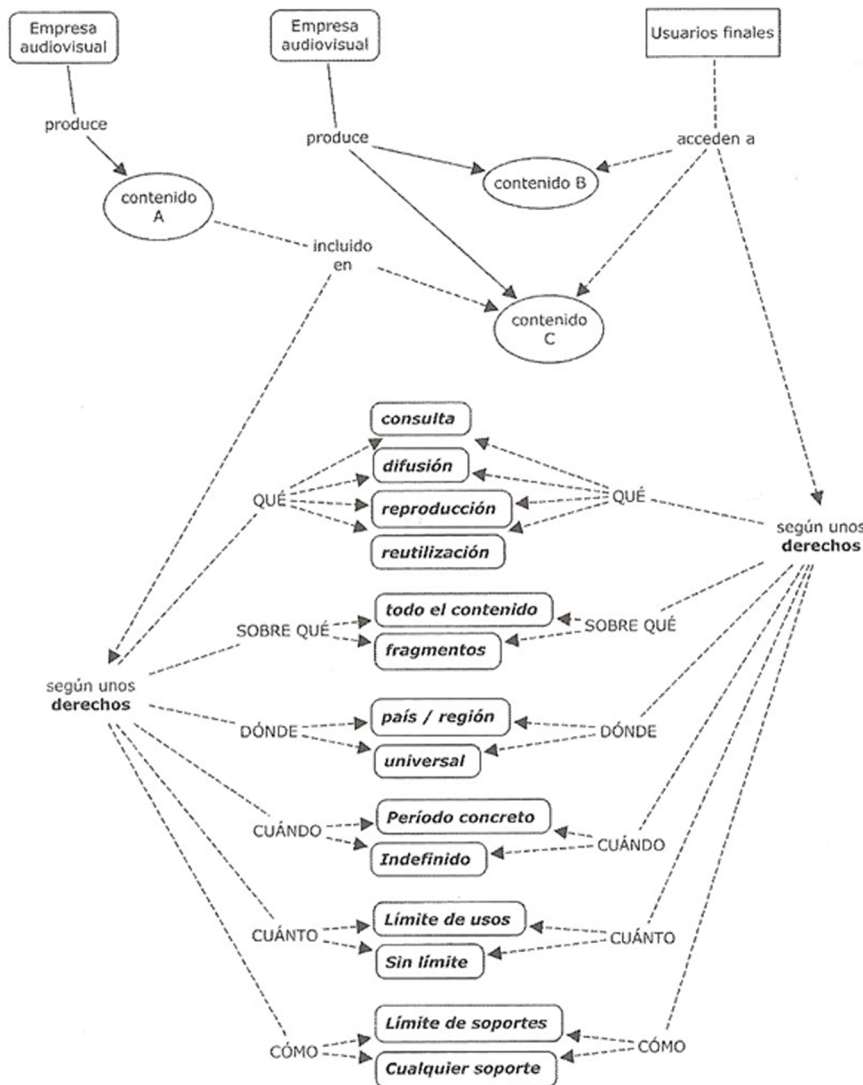 Empresa
audiovisual
Empresa
audiovisual
Usuarios finales
produce
produce
acceden a
contenido
A
contenido B
incluido
en
contenido
C
consulta
difusión
QUÉ
reproducción
QUÉ
reutilización
según unos
derechos
todo el contenido
SOBRE QUÉ
SOBRE QUÉ
fragmentos
según unos
derechos
país / región
DÓNDE
DÓNDE
universal
Período concreto
CUÁNDO
CUÁNDO
Indefinido
Límite de usos
CUÁNTO
CUÁNTO
Sin límite
Límite de soportes
CÓMO
CÓMO
Cualquier soporte